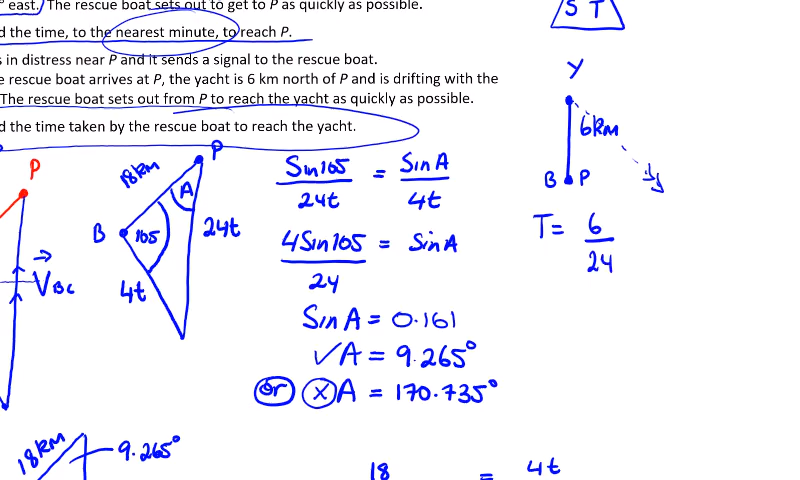 east. The rescue boat sets out to get to P as quickly as possible.
d the time, to the nearest minute, to reach P.
in distress near P and it sends a signal to the rescue boat.
e rescue boat arrives at P, the yacht is 6 km north of P and is drifting with the
The rescue boat sets out from P to reach the yacht as quickly as possible.
d the time taken by the rescue boat to reach the yacht.
S T
Y
6km
B P
T = 6/24
P
V BC
18km
P
A
B
105
24t
4t
Sin105/24t = SinA/4t
4Sin105/24 = SinA
SinA = 0.161
✓A = 9.265°
or xA = 170.735°
18km
9.265°
18 = 4t